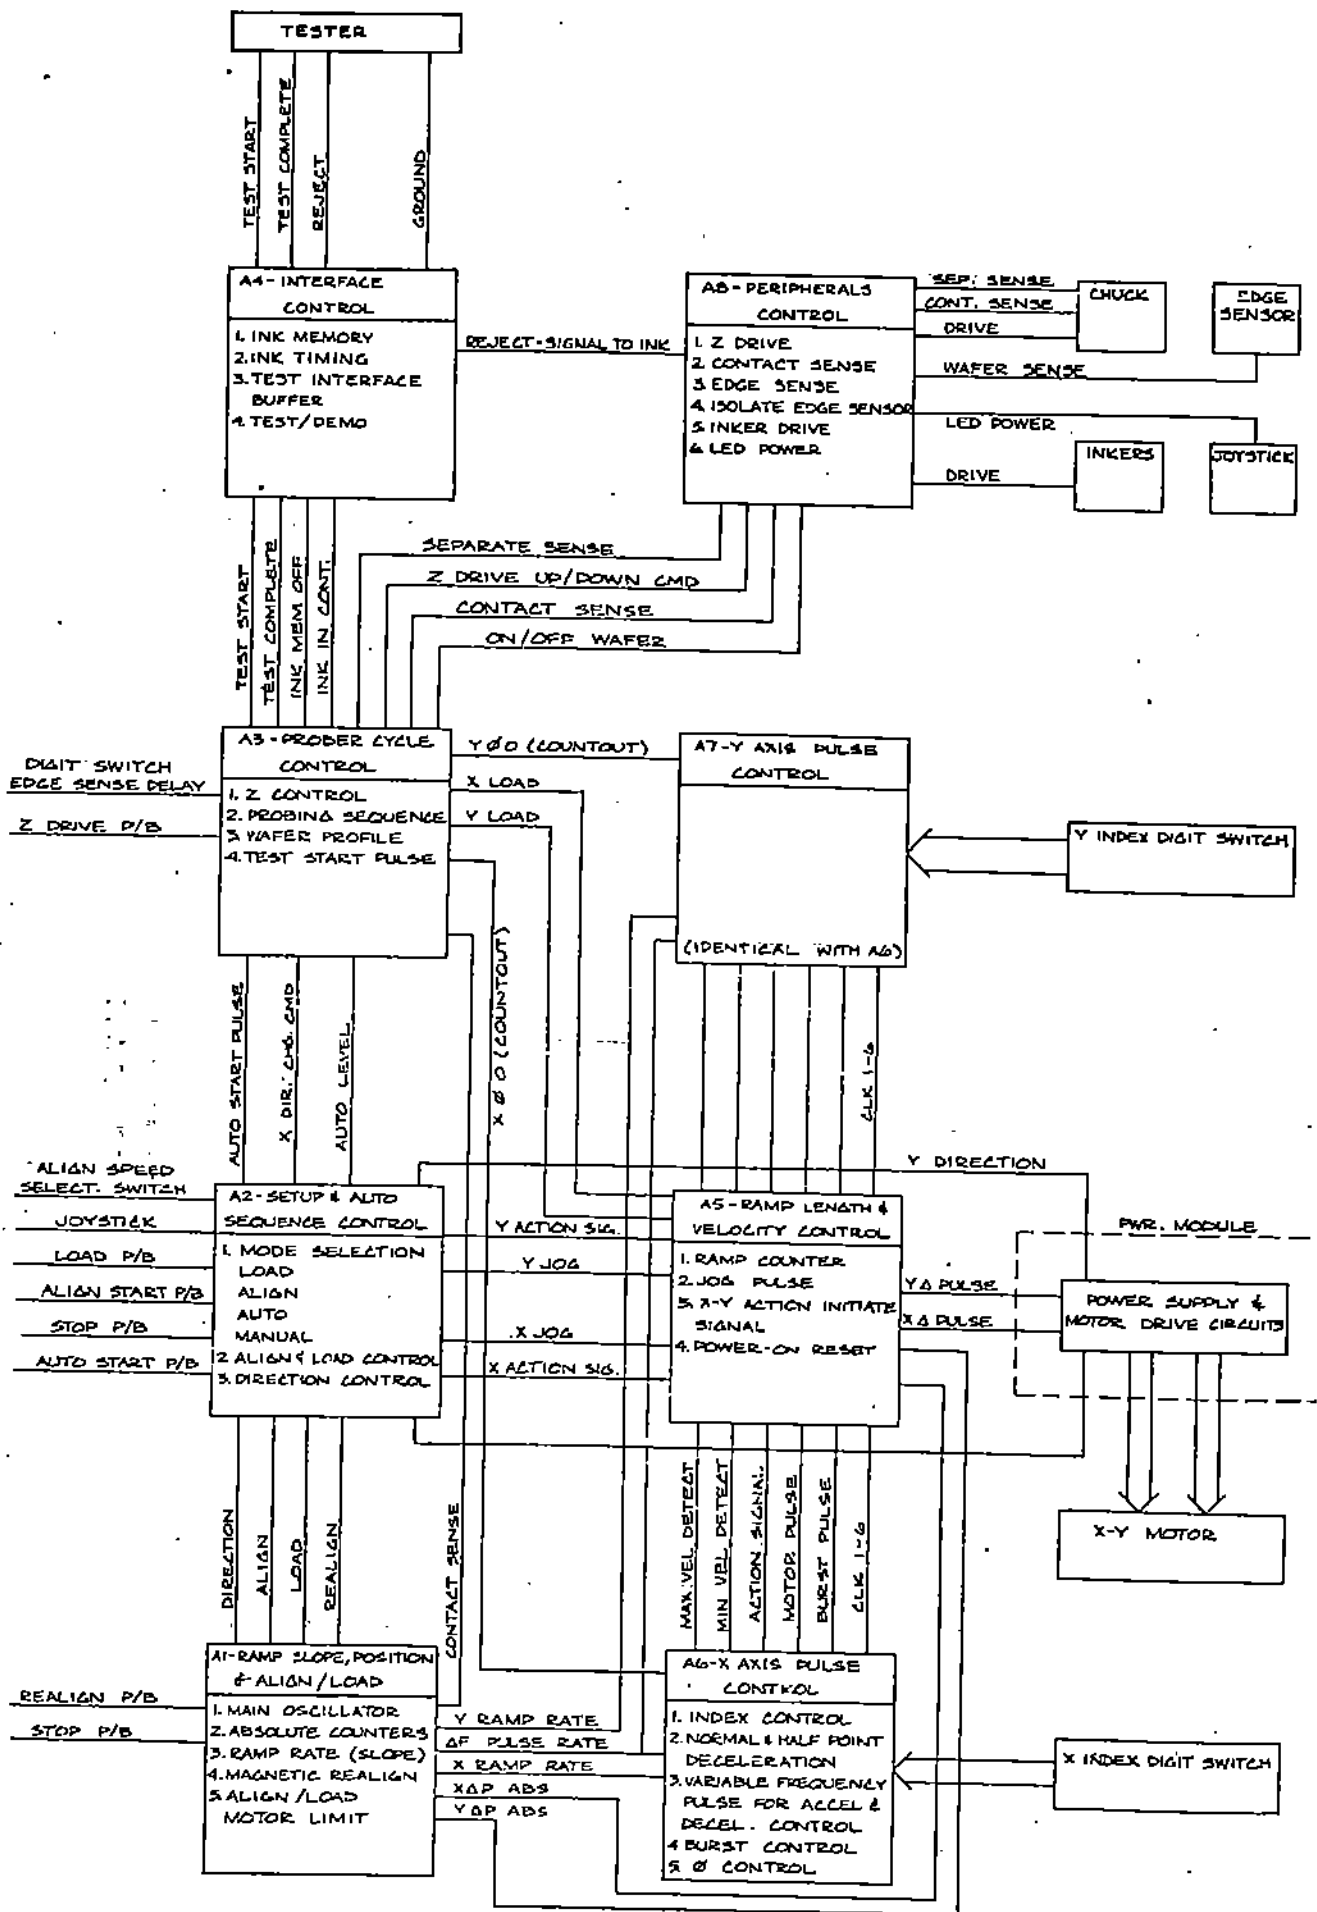 TESTER
TEST START
TEST COMPLETE
REJECT
GROUND
A4-INTERFACE
CONTROL
1. INK MEMORY
2. INK TIMING
3. TEST INTERFACE
BUFFER
4. TEST/DEMO
REJECT-SIGNAL TO INK
A8-PERIPHERALS
CONTROL
1. Z DRIVE
2. CONTACT SENSE
3. EDGE SENSE
4. ISOLATE EDGE SENSOR
5. INKER DRIVE
6. LED POWER
SEP. SENSE
CONT. SENSE
DRIVE
WAFER SENSE
LED POWER
DRIVE
CHUCK
EDGE
SENSOR
INKERS
JOYSTICK
TEST START
TEST COMPLETE
INK MEM OFF
INK IN CONT.
SEPARATE SENSE
Z DRIVE UP/DOWN CMD
CONTACT SENSE
ON/OFF WAFER
DIGIT SWITCH
EDGE SENSE DELAY
Z DRIVE P/B
A3-PROBER CYCLE
CONTROL
1. Z CONTROL
2. PROBING SEQUENCE
3. WAFER PROFILE
4. TEST START PULSE
Y Ø O (COUNTOUT)
X LOAD
Y LOAD
X Ø O (COUNTOUT)
A7-Y AXIS PULSE
CONTROL
(IDENTICAL WITH A6)
Y INDEX DIGIT SWITCH
AUTO START PULSE
X DIR. CHG. CMD
AUTO LEVEL
CLK 1-6
Y DIRECTION
ALIGN SPEED
SELECT. SWITCH
JOYSTICK
LOAD P/B
ALIGN START P/B
STOP P/B
AUTO START P/B
A2-SETUP & AUTO
SEQUENCE CONTROL
1. MODE SELECTION
LOAD
ALIGN
AUTO
MANUAL
2 ALIGN & LOAD CONTROL
3. DIRECTION CONTROL
Y ACTION SIG.
Y JOG
X JOG
X ACTION SIG.
A5-RAMP LENGTH &
VELOCITY CONTROL
1. RAMP COUNTER
2. JOG PULSE
3. X-Y ACTION INITIATE
SIGNAL
4. POWER-ON RESET
Y Δ PULSE
X Δ PULSE
PWR. MODULE
POWER SUPPLY &
MOTOR DRIVE CIRCUITS
X-Y MOTOR
DIRECTION
ALIGN
LOAD
REALIGN
CONTACT SENSE
MAX.VEL DETECT
MIN VEL DETECT
ACTION SIGNAL
MOTOR PULSE
BURST PULSE
CLK 1-6
REALIGN P/B
STOP P/B
A1-RAMP SLOPE, POSITION
& ALIGN/LOAD
1. MAIN OSCILLATOR
2. ABSOLUTE COUNTERS
3. RAMP RATE (SLOPE)
4. MAGNETIC REALIGN
5. ALIGN/LOAD
MOTOR LIMIT
Y RAMP RATE
ΔF PULSE RATE
X RAMP RATE
XΔP ABS
Y ΔP ABS
A6-X AXIS PULSE
CONTROL
1. INDEX CONTROL
2. NORMAL & HALF POINT
DECELERATION
3. VARIABLE FREQUENCY
PULSE FOR ACCEL &
DECEL. CONTROL
4 BURST CONTROL
5. Ø CONTROL
X INDEX DIGIT SWITCH